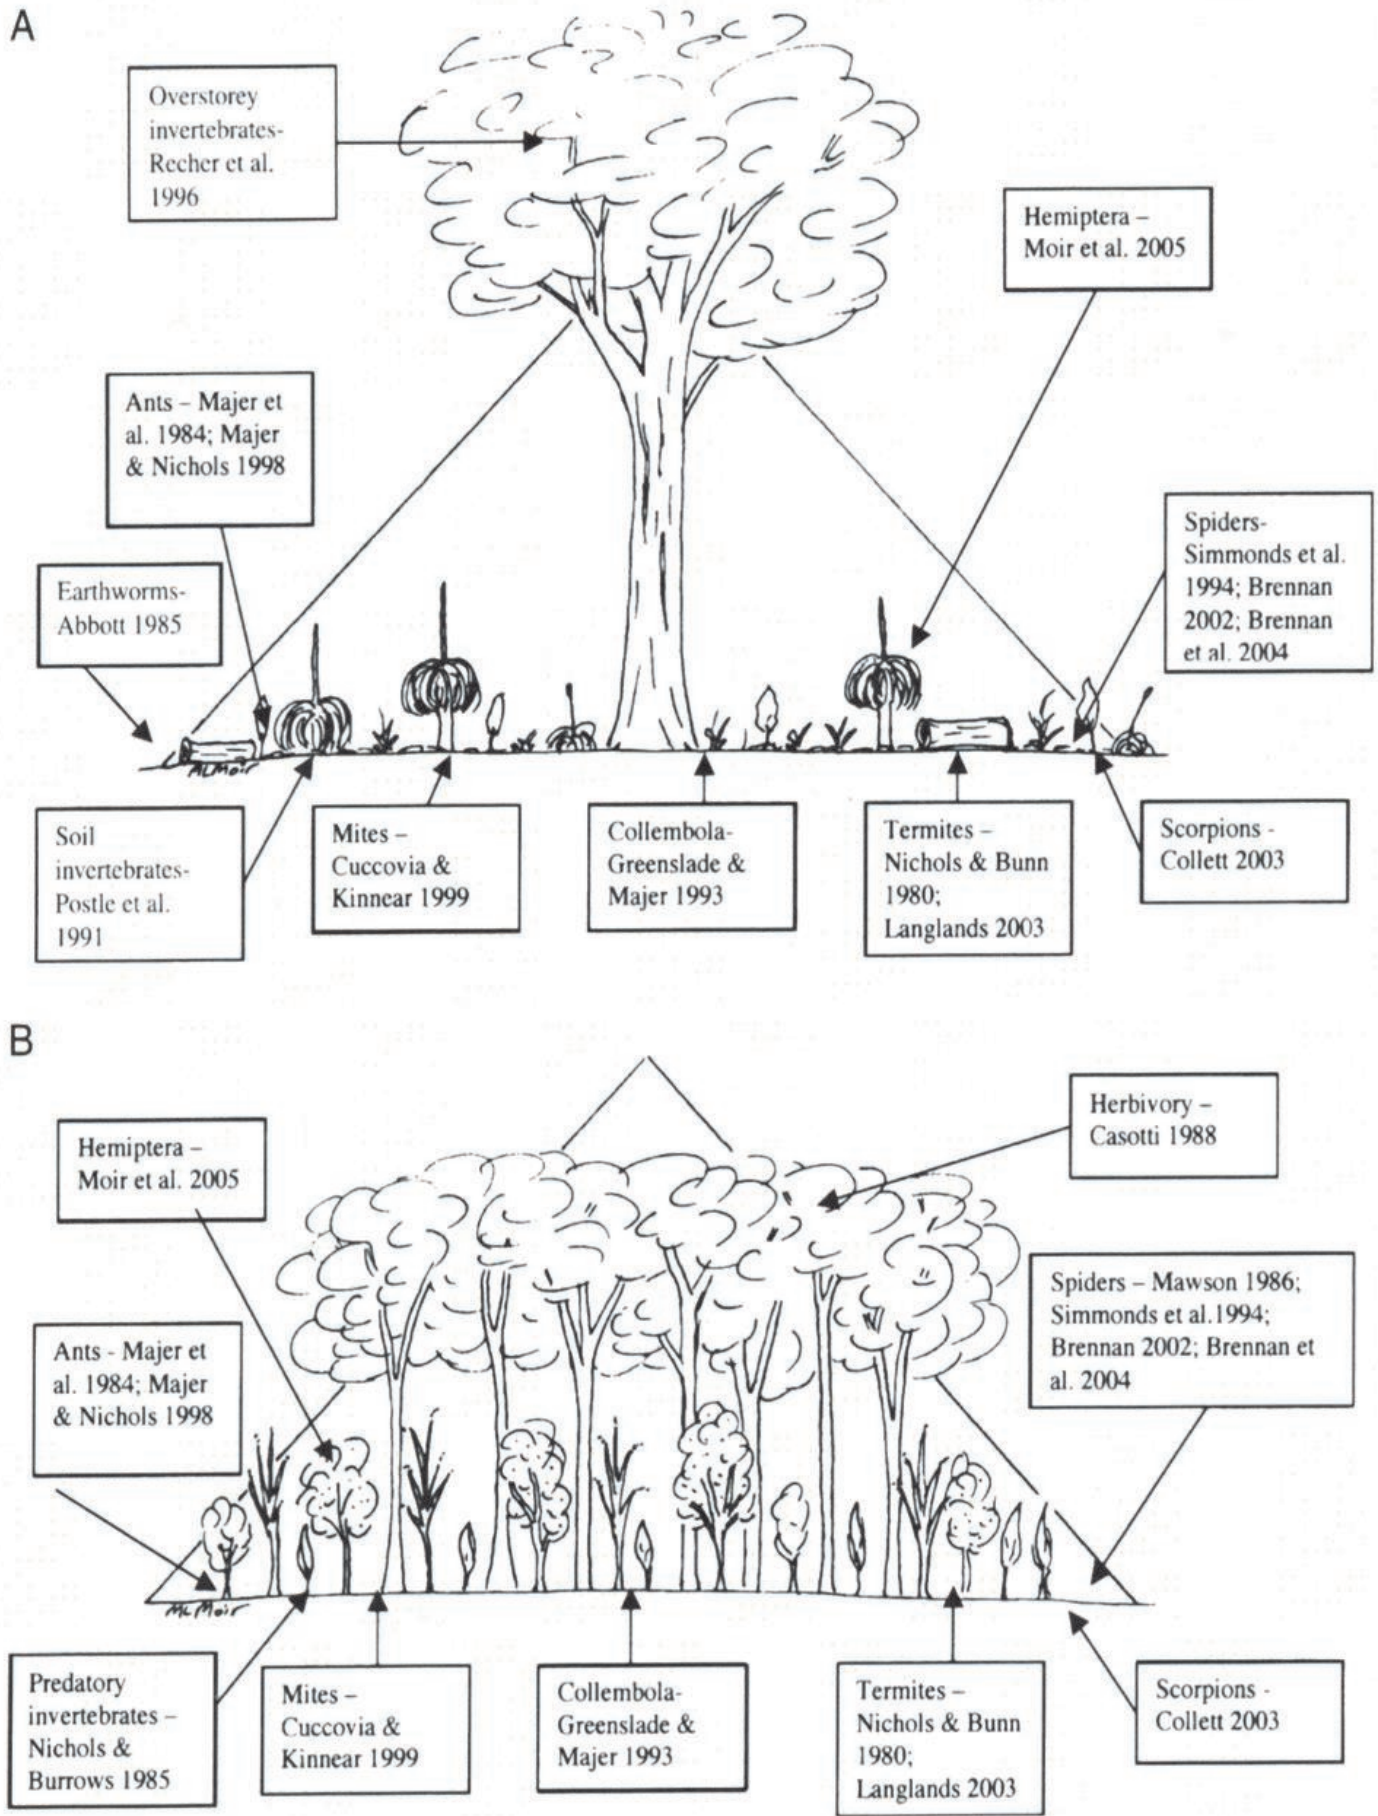 A
Overstorey
invertebrates-
Recher et al.
1996
Hemiptera –
Moir et al. 2005
Ants – Majer et
al. 1984; Majer
& Nichols 1998
Spiders-
Simmonds et al.
1994; Brennan
2002; Brennan
et al. 2004
Earthworms-
Abbott 1985
MLMoir
Soil
invertebrates-
Postle et al.
1991
Mites –
Cuccovia &
Kinnear 1999
Collembola-
Greenslade &
Majer 1993
Termites –
Nichols & Bunn
1980;
Langlands 2003
Scorpions -
Collett 2003
B
Herbivory –
Casotti 1988
Hemiptera –
Moir et al. 2005
Spiders – Mawson 1986;
Simmonds et al.1994;
Brennan 2002; Brennan et
al. 2004
Ants - Majer et
al. 1984; Majer
& Nichols 1998
ML Moir
Predatory
invertebrates –
Nichols &
Burrows 1985
Mites –
Cuccovia &
Kinnear 1999
Collembola-
Greenslade &
Majer 1993
Termites –
Nichols & Bunn
1980;
Langlands 2003
Scorpions -
Collett 2003